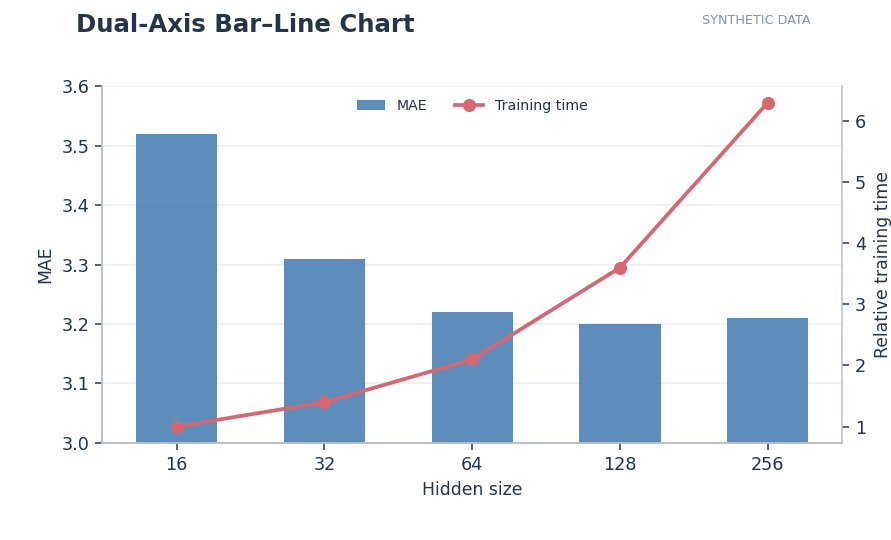 Dual-Axis Bar–Line Chart
SYNTHETIC DATA
MAE
Training time
3.6
3.5
3.4
3.3
3.2
3.1
3.0
MAE
6
5
4
3
2
1
Relative training time
16
32
64
128
256
Hidden size